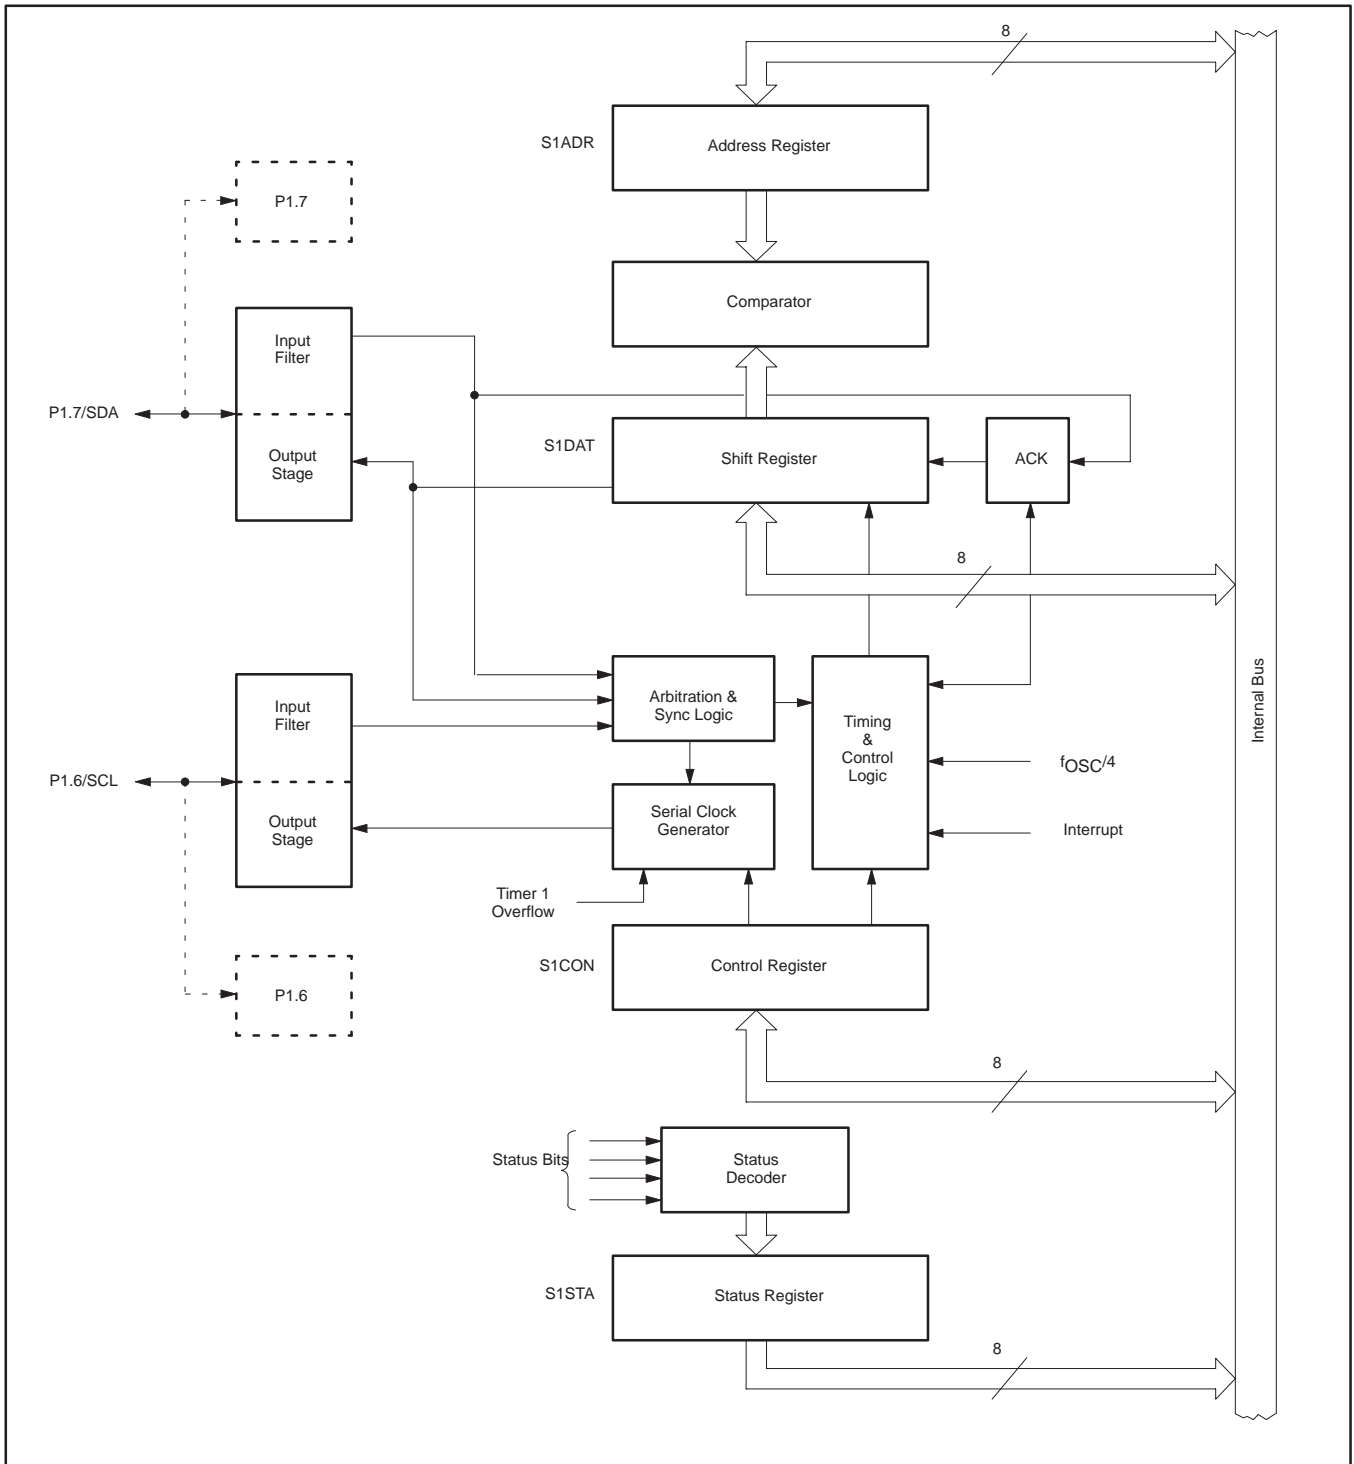 8
S1ADR
Address Register
P1.7
Comparator
Input
Filter
P1.7/SDA
Output
Stage
S1DAT
Shift Register
ACK
8
Internal Bus
Input
Filter
Arbitration &
Sync Logic
Timing
&
Control
Logic
fOSC/4
P1.6/SCL
Output
Stage
Serial Clock
Generator
Interrupt
Timer 1
Overflow
S1CON
Control Register
P1.6
8
Status Bits
Status
Decoder
S1STA
Status Register
8